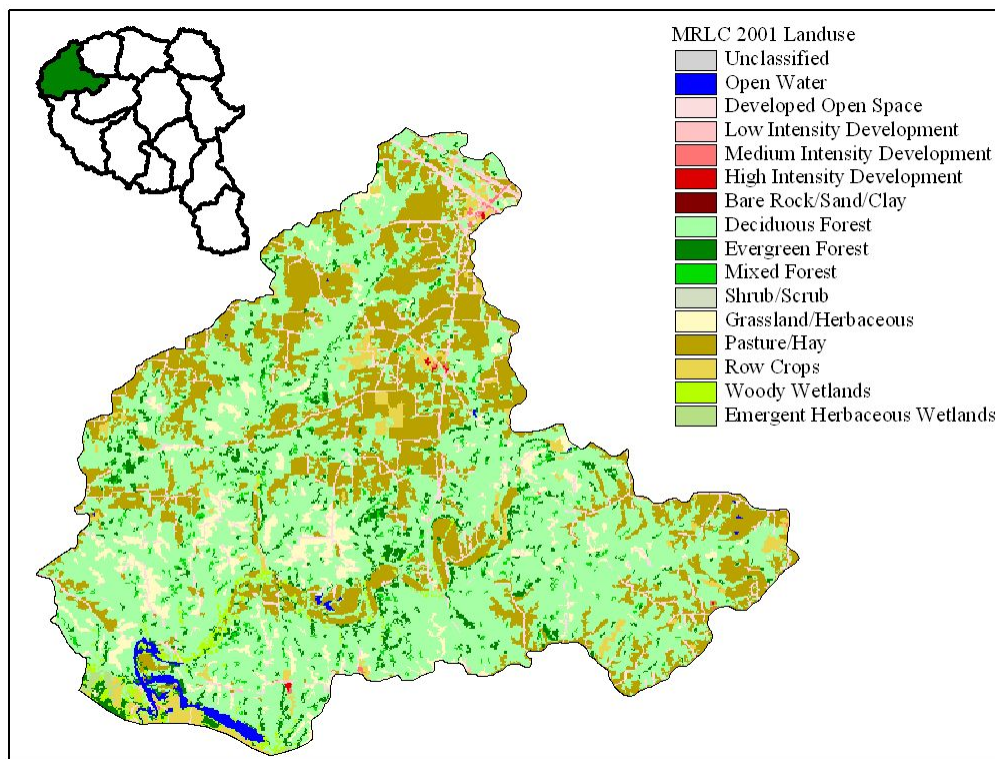 MRLC 2001 Landuse
Unclassified
Open Water
Developed Open Space
Low Intensity Development
Medium Intensity Development
High Intensity Development
Bare Rock/Sand/Clay
Deciduous Forest
Evergreen Forest
Mixed Forest
Shrub/Scrub
Grassland/Herbaceous
Pasture/Hay
Row Crops
Woody Wetlands
Emergent Herbaceous Wetlands